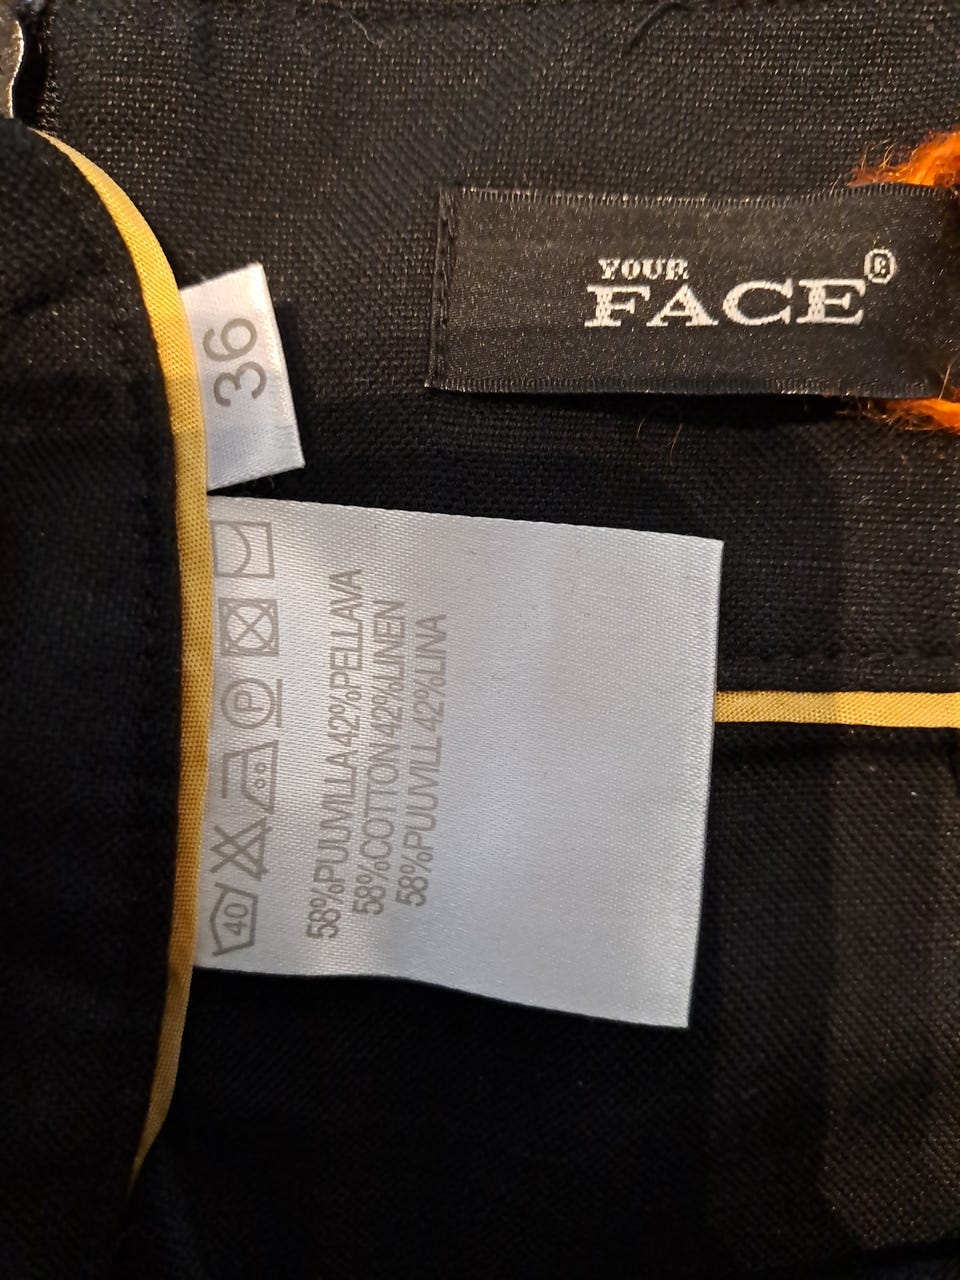 YOUR
FACE®
36
40
P
58%PUUVILLA 42%PELLAVA
58%COTTON 42%LINEN
58%PUUVILL 42%LINA